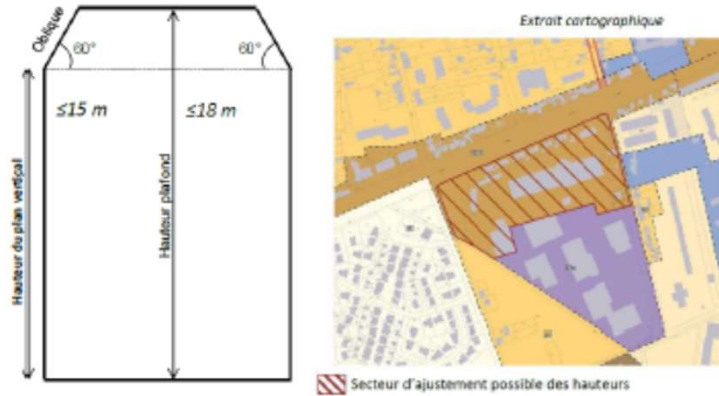 Extrait cartographique
Oblique
60°
60°
≤15 m
≤18 m
Hauteur du plan vertical
Hauteur plafond
Secteur d'ajustement possible des hauteurs